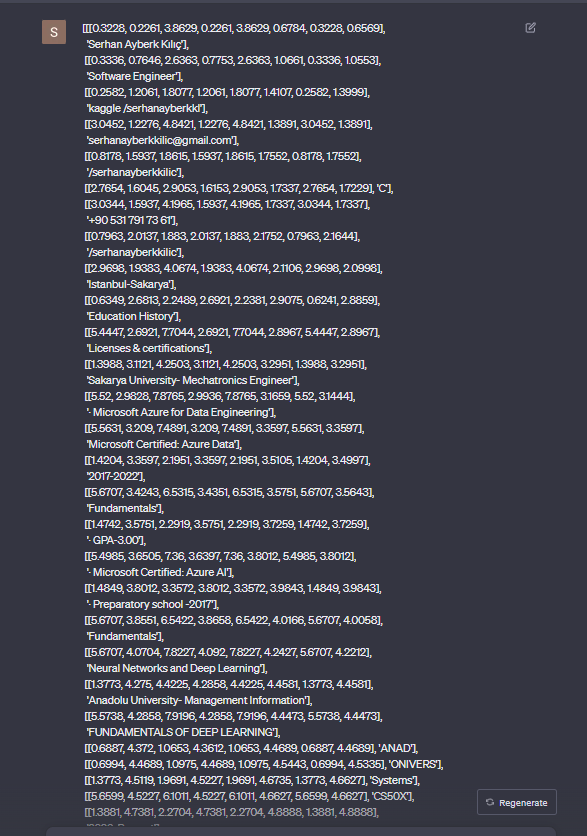 S
[[[0.3228, 0.2261, 3.8629, 0.2261, 3.8629, 0.6784, 0.3228, 0.6569],
'Serhan Ayberk Kılıç'],
[[0.3336, 0.7646, 2.6363, 0.7753, 2.6363, 1.0661, 0.3336, 1.0553],
'Software Engineer'],
[[0.2582, 1.2061, 1.8077, 1.2061, 1.8077, 1.4107, 0.2582, 1.3999],
'kaggle /serhanayberkkl'],
[[3.0452, 1.2276, 4.8421, 1.2276, 4.8421, 1.3891, 3.0452, 1.3891],
'serhanayberkkilic@gmail.com'],
[[0.8178, 1.5937, 1.8615, 1.5937, 1.8615, 1.7552, 0.8178, 1.7552],
'/serhanayberkkilic'],
[[2.7654, 1.6045, 2.9053, 1.6153, 2.9053, 1.7337, 2.7654, 1.7229], 'C'],
[[3.0344, 1.5937, 4.1965, 1.5937, 4.1965, 1.7337, 3.0344, 1.7337],
'+90 531 791 73 61'],
[[0.7963, 2.0137, 1.883, 2.0137, 1.883, 2.1752, 0.7963, 2.1644],
'/serhanayberkkilic'],
[[2.9698, 1.9383, 4.0674, 1.9383, 4.0674, 2.1106, 2.9698, 2.0998],
'Istanbul-Sakarya'],
[[0.6349, 2.6813, 2.2489, 2.6921, 2.2381, 2.9075, 0.6241, 2.8859],
'Education History'],
[[5.4447, 2.6921, 7.7044, 2.6921, 7.7044, 2.8967, 5.4447, 2.8967],
'Licenses & certifications'],
[[1.3988, 3.1121, 4.2503, 3.1121, 4.2503, 3.2951, 1.3988, 3.2951],
'Sakarya University- Mechatronics Engineer'],
[[5.52, 2.9828, 7.8765, 2.9936, 7.8765, 3.1659, 5.52, 3.1444],
'· Microsoft Azure for Data Engineering'],
[[5.5631, 3.209, 7.4891, 3.209, 7.4891, 3.3597, 5.5631, 3.3597],
'Microsoft Certified: Azure Data'],
[[1.4204, 3.3597, 2.1951, 3.3597, 2.1951, 3.5105, 1.4204, 3.4997],
'2017-2022'],
[[5.6707, 3.4243, 6.5315, 3.4351, 6.5315, 3.5751, 5.6707, 3.5643],
'Fundamentals'],
[[1.4742, 3.5751, 2.2919, 3.5751, 2.2919, 3.7259, 1.4742, 3.7259],
'· GPA-3.00'],
[[5.4985, 3.6505, 7.36, 3.6397, 7.36, 3.8012, 5.4985, 3.8012],
'· Microsoft Certified: Azure AI'],
[[1.4849, 3.8012, 3.3572, 3.8012, 3.3572, 3.9843, 1.4849, 3.9843],
'· Preparatory school -2017'],
[[5.6707, 3.8551, 6.5422, 3.8658, 6.5422, 4.0166, 5.6707, 4.0058],
'Fundamentals'],
[[5.6707, 4.0704, 7.8227, 4.092, 7.8227, 4.2427, 5.6707, 4.2212],
'Neural Networks and Deep Learning'],
[[1.3773, 4.275, 4.4225, 4.2858, 4.4225, 4.4581, 1.3773, 4.4581],
'Anadolu University- Management Information'],
[[5.5738, 4.2858, 7.9196, 4.2858, 7.9196, 4.4473, 5.5738, 4.4473],
'FUNDAMENTALS OF DEEP LEARNING'],
[[0.6887, 4.372, 1.0653, 4.3612, 1.0653, 4.4689, 0.6887, 4.4689], 'ANAD'],
[[0.6994, 4.4689, 1.0975, 4.4689, 1.0975, 4.5443, 0.6994, 4.5335], 'ONIVERS'],
[[1.3773, 4.5119, 1.9691, 4.5227, 1.9691, 4.6735, 1.3773, 4.6627], 'Systems'],
[[5.6599, 4.5227, 6.1011, 4.5227, 6.1011, 4.6627, 5.6599, 4.6627], 'CS50X'],
[[1.3881, 4.7381, 2.2704, 4.7381, 2.2704, 4.8888, 1.3881, 4.8888],
Regenerate